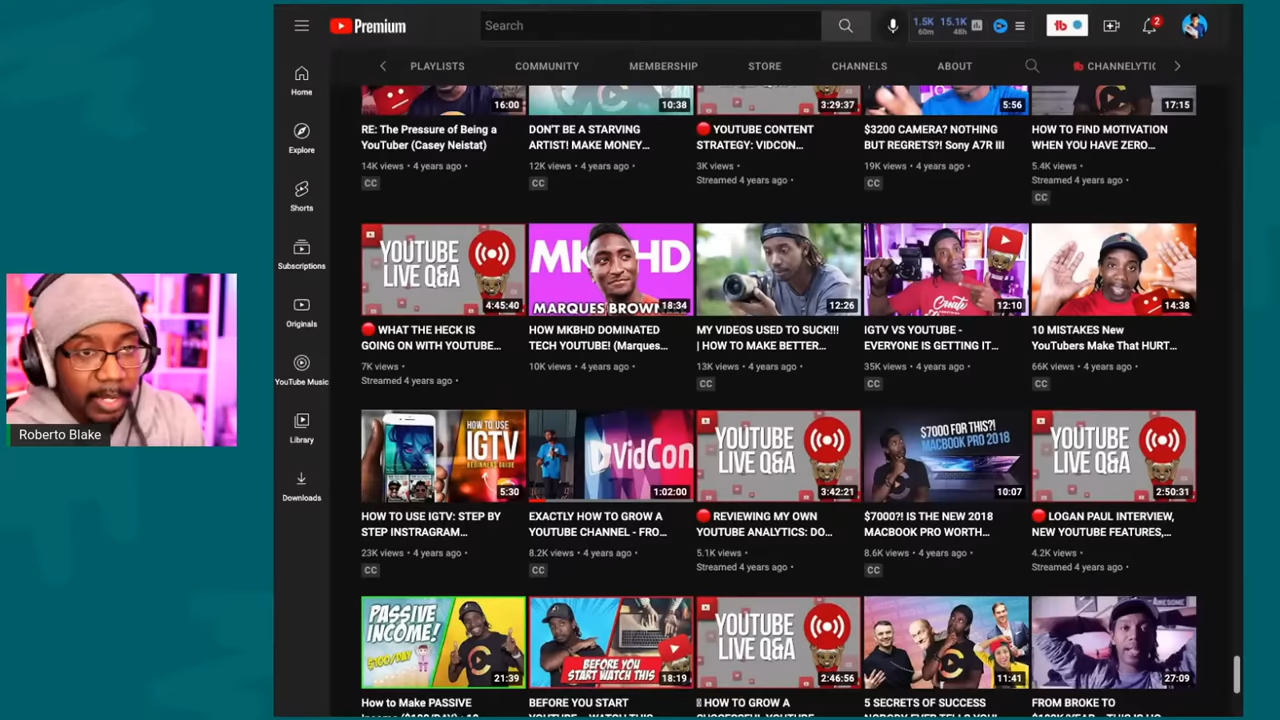 Premium
Search
1.5K 15.1K
60m 48h
2
PLAYLISTS COMMUNITY MEMBERSHIP STORE CHANNELS ABOUT CHANNELYTIC
Home
Explore
Shorts
Subscriptions
Originals
YouTube Music
Library
Downloads
Roberto Blake
16:00 10:38 3:29:37 5:56 17:15
RE: The Pressure of Being a
YouTuber (Casey Neistat)
14K views • 4 years ago •
CC
DON'T BE A STARVING
ARTIST! MAKE MONEY...
12K views • 4 years ago •
CC
🔴 YOUTUBE CONTENT
STRATEGY: VIDCON...
3K views •
Streamed 4 years ago •
$3200 CAMERA? NOTHING
BUT REGRETS?! Sony A7R III
19K views • 4 years ago •
CC
HOW TO FIND MOTIVATION
WHEN YOU HAVE ZERO...
5.4K views •
Streamed 4 years ago •
CC
YOUTUBE
LIVE Q&A
4:45:40
🔴 WHAT THE HECK IS
GOING ON WITH YOUTUBE...
7K views •
Streamed 4 years ago •
MKBHD
MARQUES BROWN
18:34
HOW MKBHD DOMINATED
TECH YOUTUBE! (Marques...
10K views • 4 years ago •
12:26
MY VIDEOS USED TO SUCK!!!
| HOW TO MAKE BETTER...
13K views • 4 years ago •
CC
Create
12:10
IGTV VS YOUTUBE -
EVERYONE IS GETTING IT...
35K views • 4 years ago •
CC
14:38
10 MISTAKES New
YouTubers Make That HURT...
66K views • 4 years ago •
CC
HOW TO USE
IGTV
BEGINNERS GUIDE
5:30
HOW TO USE IGTV: STEP BY
STEP INSTRAGRAM...
23K views • 4 years ago •
CC
VidCon
1:02:00
EXACTLY HOW TO GROW A
YOUTUBE CHANNEL - FRO...
8.2K views • 4 years ago •
CC
YOUTUBE
LIVE Q&A
3:42:21
🔴 REVIEWING MY OWN
YOUTUBE ANALYTICS: DO...
5.1K views •
Streamed 4 years ago •
$7000 FOR THIS?!
MACBOOK PRO 2018
10:07
$7000?! IS THE NEW 2018
MACBOOK PRO WORTH...
8.6K views • 4 years ago •
CC
YOUTUBE
LIVE Q&A
2:50:31
🔴 LOGAN PAUL INTERVIEW,
NEW YOUTUBE FEATURES,...
4.2K views •
Streamed 4 years ago •
PASSIVE
INCOME!
$100/DAY
21:39
How to Make PASSIVE
BEFORE YOU
START WATCH THIS
18:19
BEFORE YOU START
YOUTUBE
LIVE Q&A
2:46:56
HOW TO GROW A
11:41
5 SECRETS OF SUCCESS
AWESOME
27:09
FROM BROKE TO